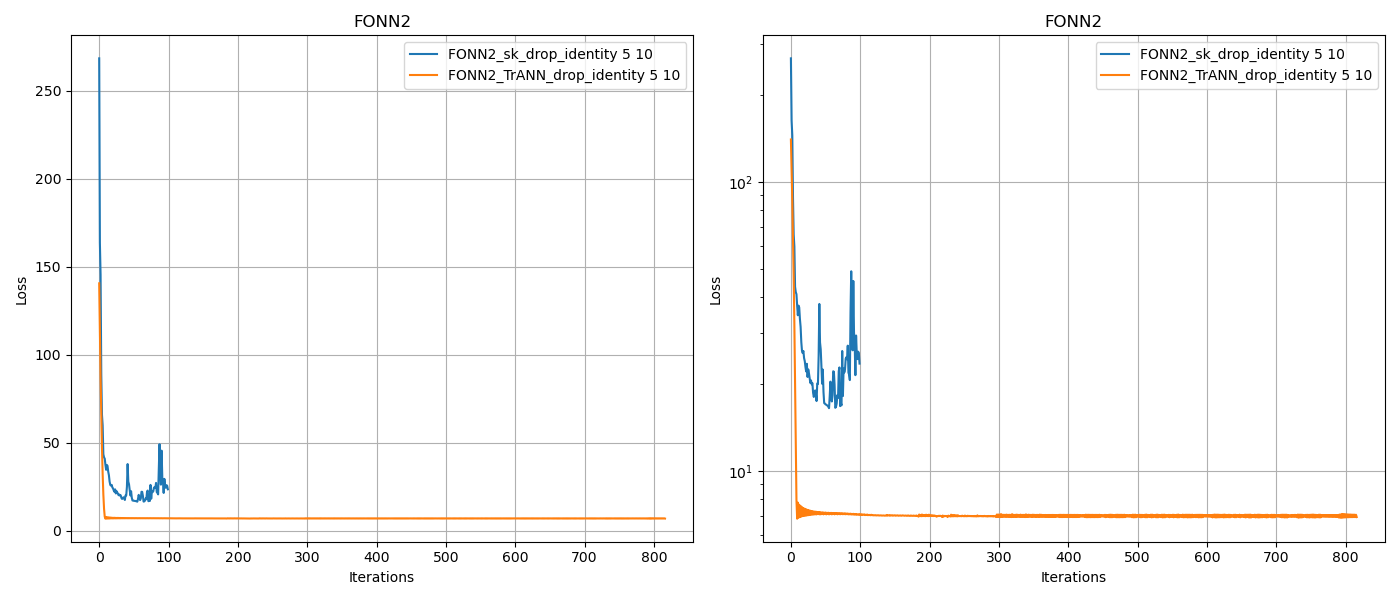 FONN2
FONN2_sk_drop_identity 5 10
FONN2_TrANN_drop_identity 5 10
Loss
250
200
150
100
50
0
0 100 200 300 400 500 600 700 800
Iterations
FONN2
FONN2_sk_drop_identity 5 10
FONN2_TrANN_drop_identity 5 10
Loss
10²
10¹
0 100 200 300 400 500 600 700 800
Iterations